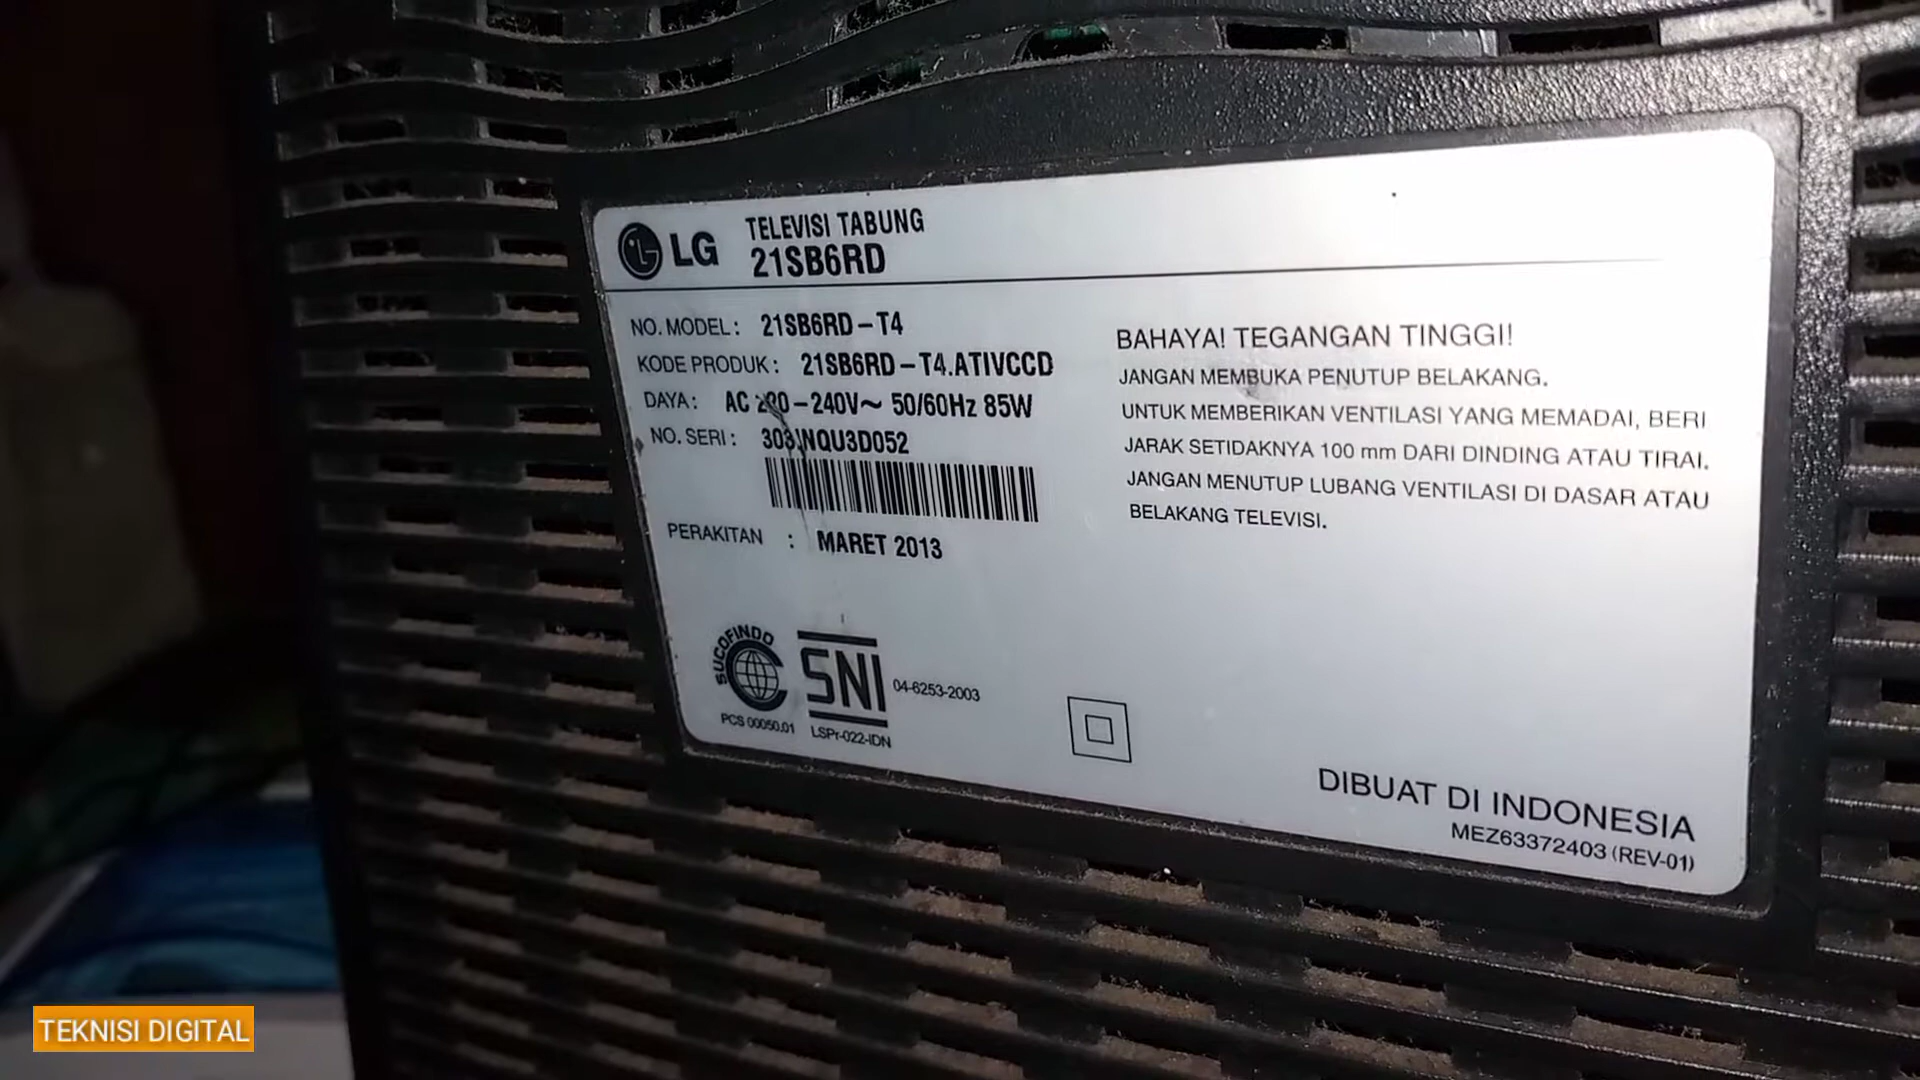 LG
TELEVISI TABUNG
21SB6RD
NO. MODEL: 21SB6RD-T4
KODE PRODUK: 21SB6RD-T4.ATIVCCD
DAYA: AC -240V~ 50/60Hz 85W
NO. SERI:
PERAKITAN : MARET 2013
BAHAYA! TEGANGAN TINGGI!
JANGAN MEMBUKA PENUTUP BELAKANG.
UNTUK MEMBERIKAN VENTILASI YANG MEMADAI, BERI
JARAK SETIDAKNYA 100 mm DARI DINDING ATAU TIRAI.
JANGAN MENUTUP LUBANG VENTILASI DI DASAR ATAU
BELAKANG TELEVISI.
SUCOFINDO
PCS 00050.01
SNI
04-6253-2003
LSPr-022-IDN
DIBUAT DI INDONESIA
MEZ63372403 (REV-01)
TEKNISI DIGITAL